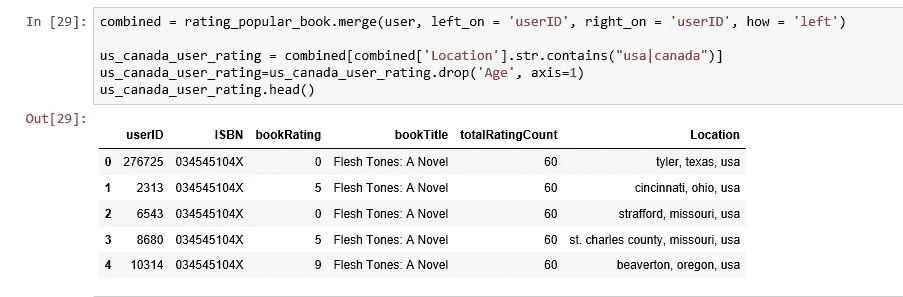 In [29]: combined = rating_popular_book.merge(user, left_on = 'userID', right_on = 'userID', how = 'left')
us_canada_user_rating = combined[combined['Location'].str.contains("usa|canada")]
us_canada_user_rating=us_canada_user_rating.drop('Age', axis=1)
us_canada_user_rating.head()
Out[29]:
userID ISBN bookRating bookTitle totalRatingCount Location
0 276725 034545104X 0 Flesh Tones: A Novel 60 tyler, texas, usa
1 2313 034545104X 5 Flesh Tones: A Novel 60 cincinnati, ohio, usa
2 6543 034545104X 0 Flesh Tones: A Novel 60 strafford, missouri, usa
3 8680 034545104X 5 Flesh Tones: A Novel 60 st. charles county, missouri, usa
4 10314 034545104X 9 Flesh Tones: A Novel 60 beaverton, oregon, usa